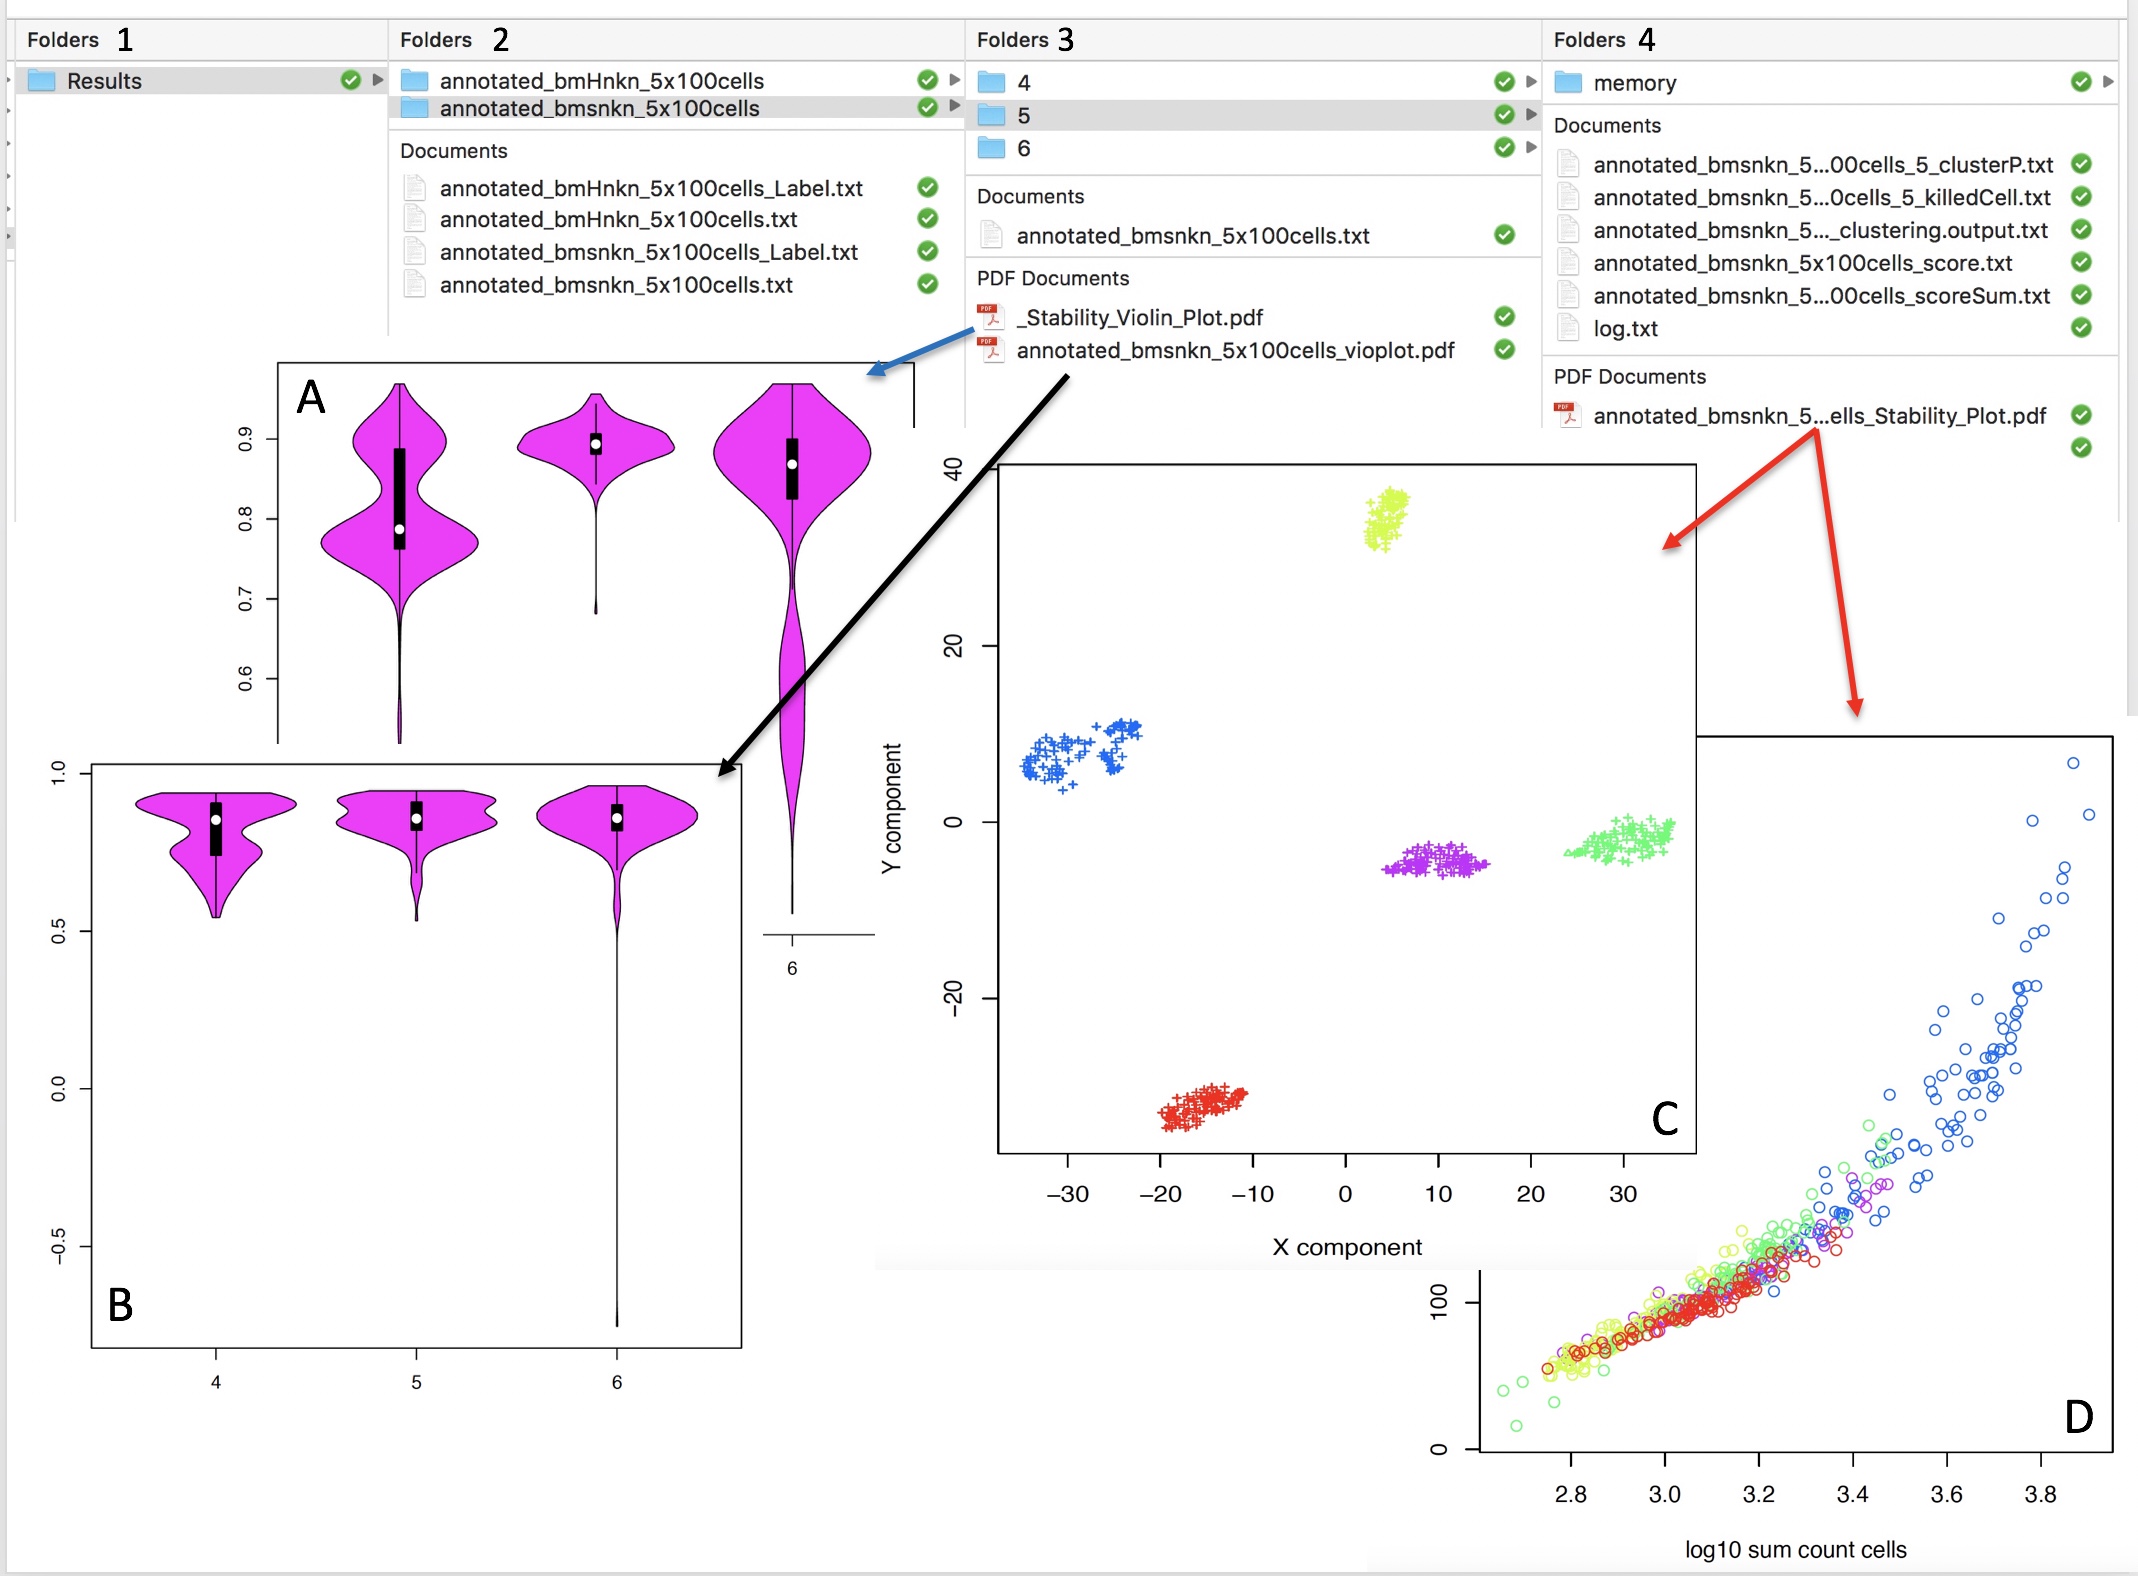 Folders 1
Results
Folders 2
annotated_bmHnkn_5x100cells
annotated_bmsnkn_5x100cells
Documents
annotated_bmHnkn_5x100cells_Label.txt
annotated_bmHnkn_5x100cells.txt
annotated_bmsnkn_5x100cells_Label.txt
annotated_bmsnkn_5x100cells.txt
Folders 3
4
5
6
Documents
annotated_bmsnkn_5x100cells.txt
PDF Documents
PDF _Stability_Violin_Plot.pdf
PDF annotated_bmsnkn_5x100cells_vioplot.pdf
Folders 4
memory
Documents
annotated_bmsnkn_5...00cells_5_clusterP.txt
annotated_bmsnkn_5...0cells_5_killedCell.txt
annotated_bmsnkn_5..._clustering.output.txt
annotated_bmsnkn_5x100cells_score.txt
annotated_bmsnkn_5...00cells_scoreSum.txt
log.txt
PDF Documents
PDF annotated_bmsnkn_5...ells_Stability_Plot.pdf
A
0.9
0.8
0.7
0.6
6
B
1.0
0.5
0.0
−0.5
4 5 6
C
40
20
0
−20
Y component
−30 −20 −10 0 10 20 30
X component
D
100
0
2.8 3.0 3.2 3.4 3.6 3.8
log10 sum count cells